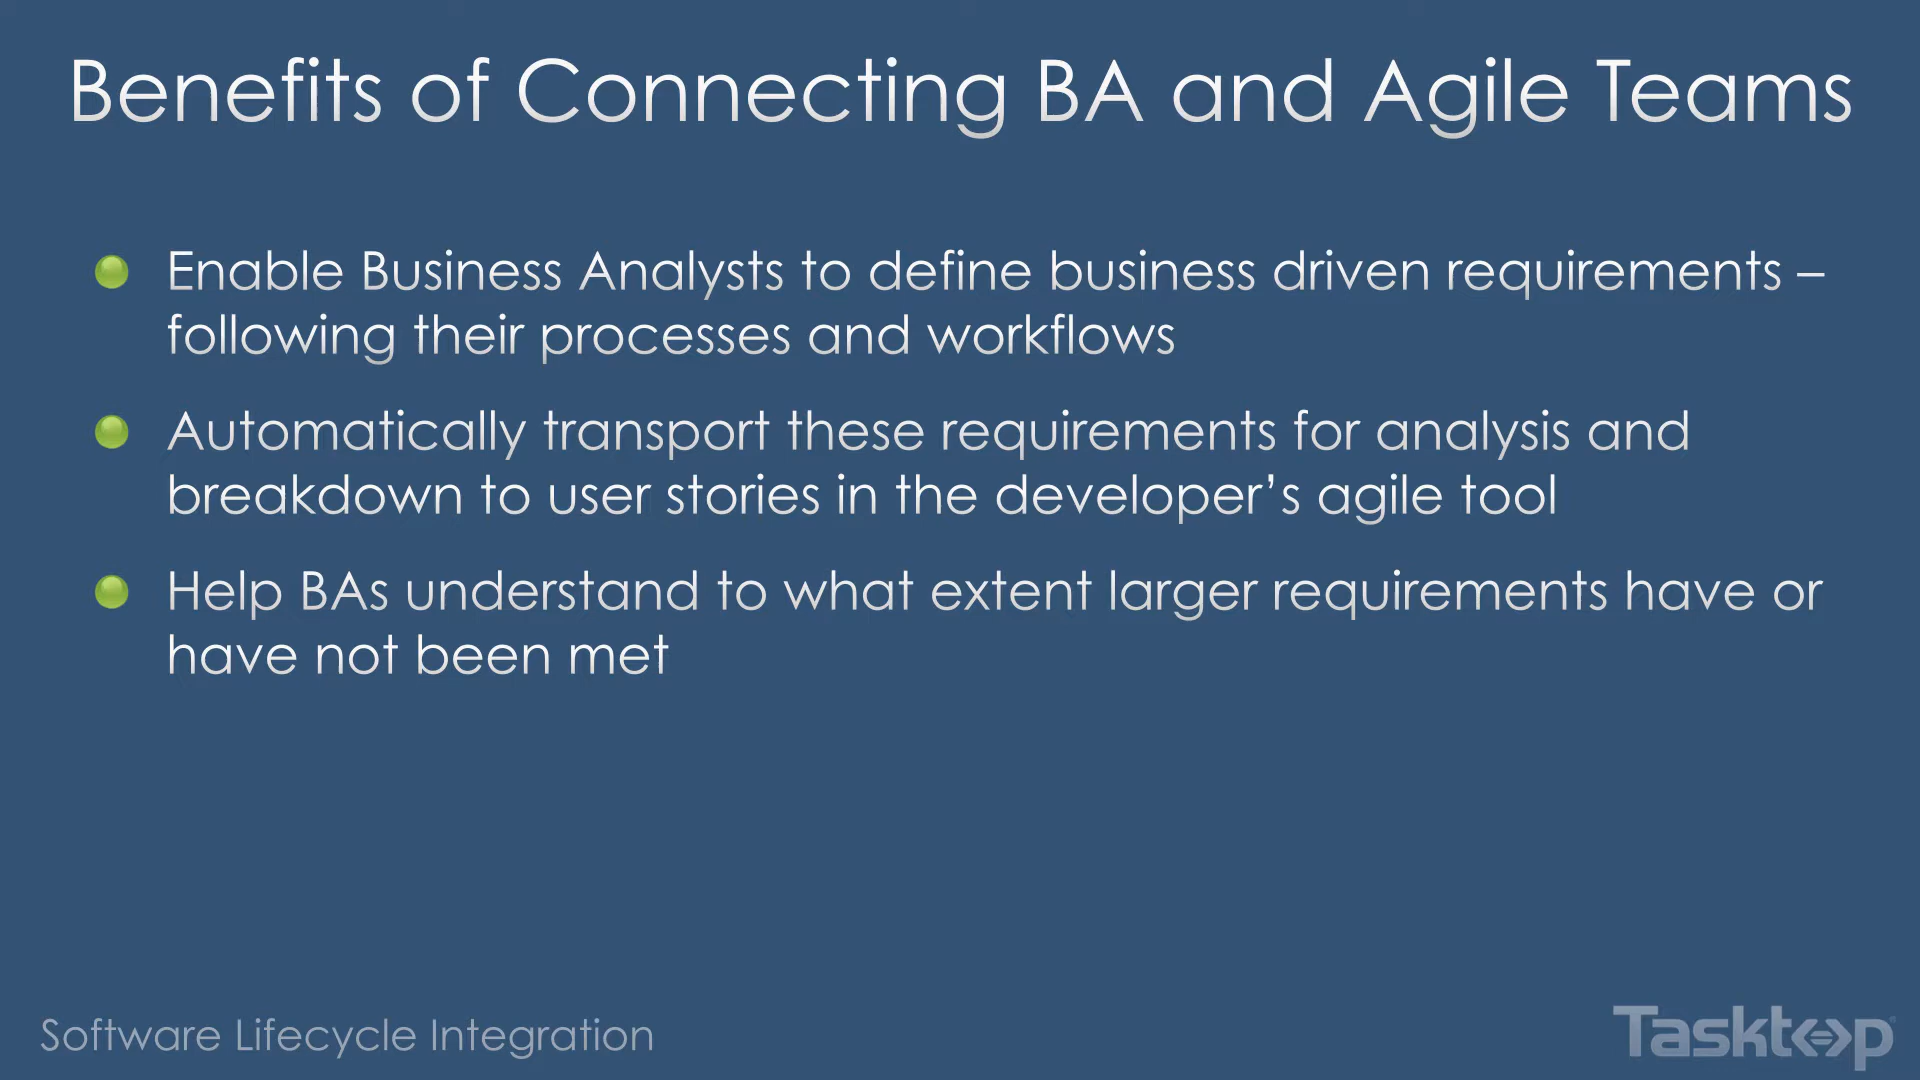 Benefits of Connecting BA and Agile Teams
Enable Business Analysts to define business driven requirements –
following their processes and workflows
Automatically transport these requirements for analysis and
breakdown to user stories in the developer’s agile tool
Help BAs understand to what extent larger requirements have or
have not been met
Software Lifecycle Integration
Tasktop